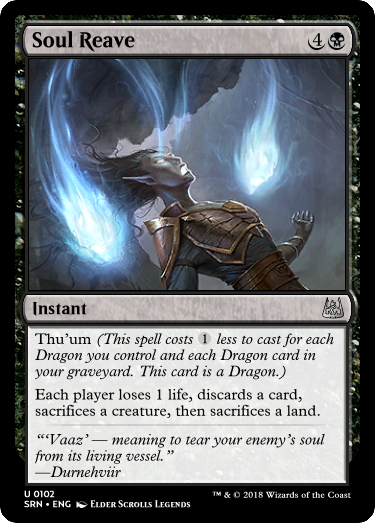 Soul Reave 4
Instant
Thu'um (This spell costs 1 less to cast for each
Dragon you control and each Dragon card in
your graveyard. This card is a Dragon.)
Each player loses 1 life, discards a card,
sacrifices a creature, then sacrifices a land.
“‘Vaaz’ — meaning to tear your enemy's soul
from its living vessel.”
—Durnehviir
U 0102 ™ & © 2018 Wizards of the Coast
SRN • ENG Elder Scrolls Legends